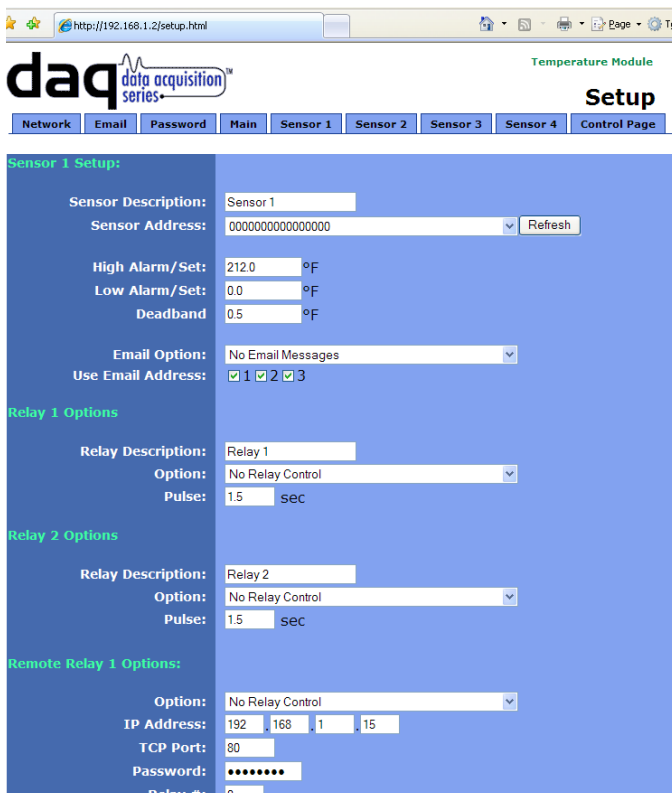 http://192.168.1.2/setup.html
Page
daq data acquisition series TM
Temperature Module
Setup
Network Email Password Main Sensor 1 Sensor 2 Sensor 3 Sensor 4 Control Page
Sensor 1 Setup:
Sensor Description: Sensor 1
Sensor Address: 0000000000000000 Refresh
High Alarm/Set: 212.0 °F
Low Alarm/Set: 0.0 °F
Deadband 0.5 °F
Email Option: No Email Messages
Use Email Address: 1 2 3
Relay 1 Options
Relay Description: Relay 1
Option: No Relay Control
Pulse: 1.5 sec
Relay 2 Options
Relay Description: Relay 2
Option: No Relay Control
Pulse: 1.5 sec
Remote Relay 1 Options:
Option: No Relay Control
IP Address: 192 . 168 . 1 . 15
TCP Port: 80
Password: ••••••••
Relay #: